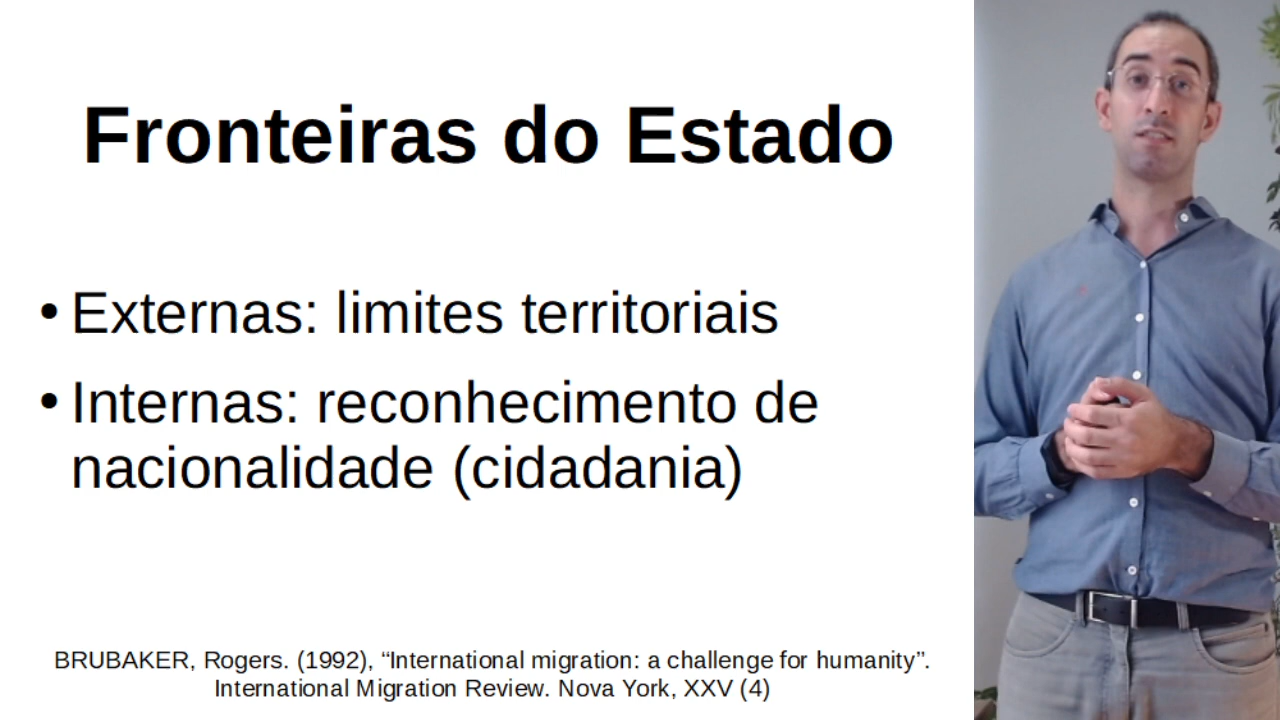 Fronteiras do Estado
• Externas: limites territoriais
• Internas: reconhecimento de
nacionalidade (cidadania)
BRUBAKER, Rogers. (1992), “International migration: a challenge for humanity”.
International Migration Review. Nova York, XXV (4)